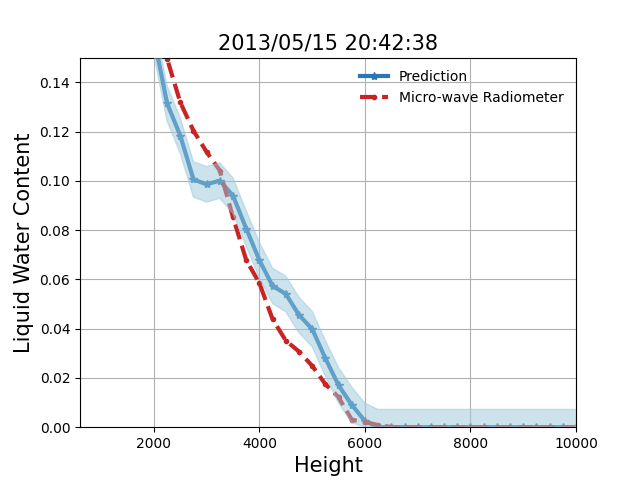 2013/05/15 20:42:38
Prediction
Micro-wave Radiometer
Liquid Water Content
0.14
0.12
0.10
0.08
0.06
0.04
0.02
0.00
2000 4000 6000 8000 10000
Height